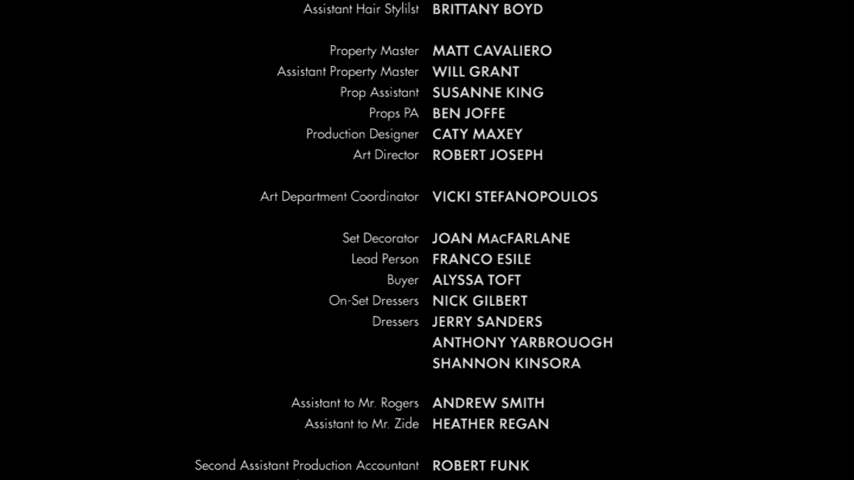 Assistant Hair Stylilst BRITTANY BOYD
Property Master MATT CAVALIERO
Assistant Property Master WILL GRANT
Prop Assistant SUSANNE KING
Props PA BEN JOFFE
Production Designer CATY MAXEY
Art Director ROBERT JOSEPH
Art Department Coordinator VICKI STEFANOPOULOS
Set Decorator JOAN MACFARLANE
Lead Person FRANCO ESILE
Buyer ALYSSA TOFT
On-Set Dressers NICK GILBERT
Dressers JERRY SANDERS
ANTHONY YARBROUOGH
SHANNON KINSORA
Assistant to Mr. Rogers ANDREW SMITH
Assistant to Mr. Zide HEATHER REGAN
Second Assistant Production Accountant ROBERT FUNK